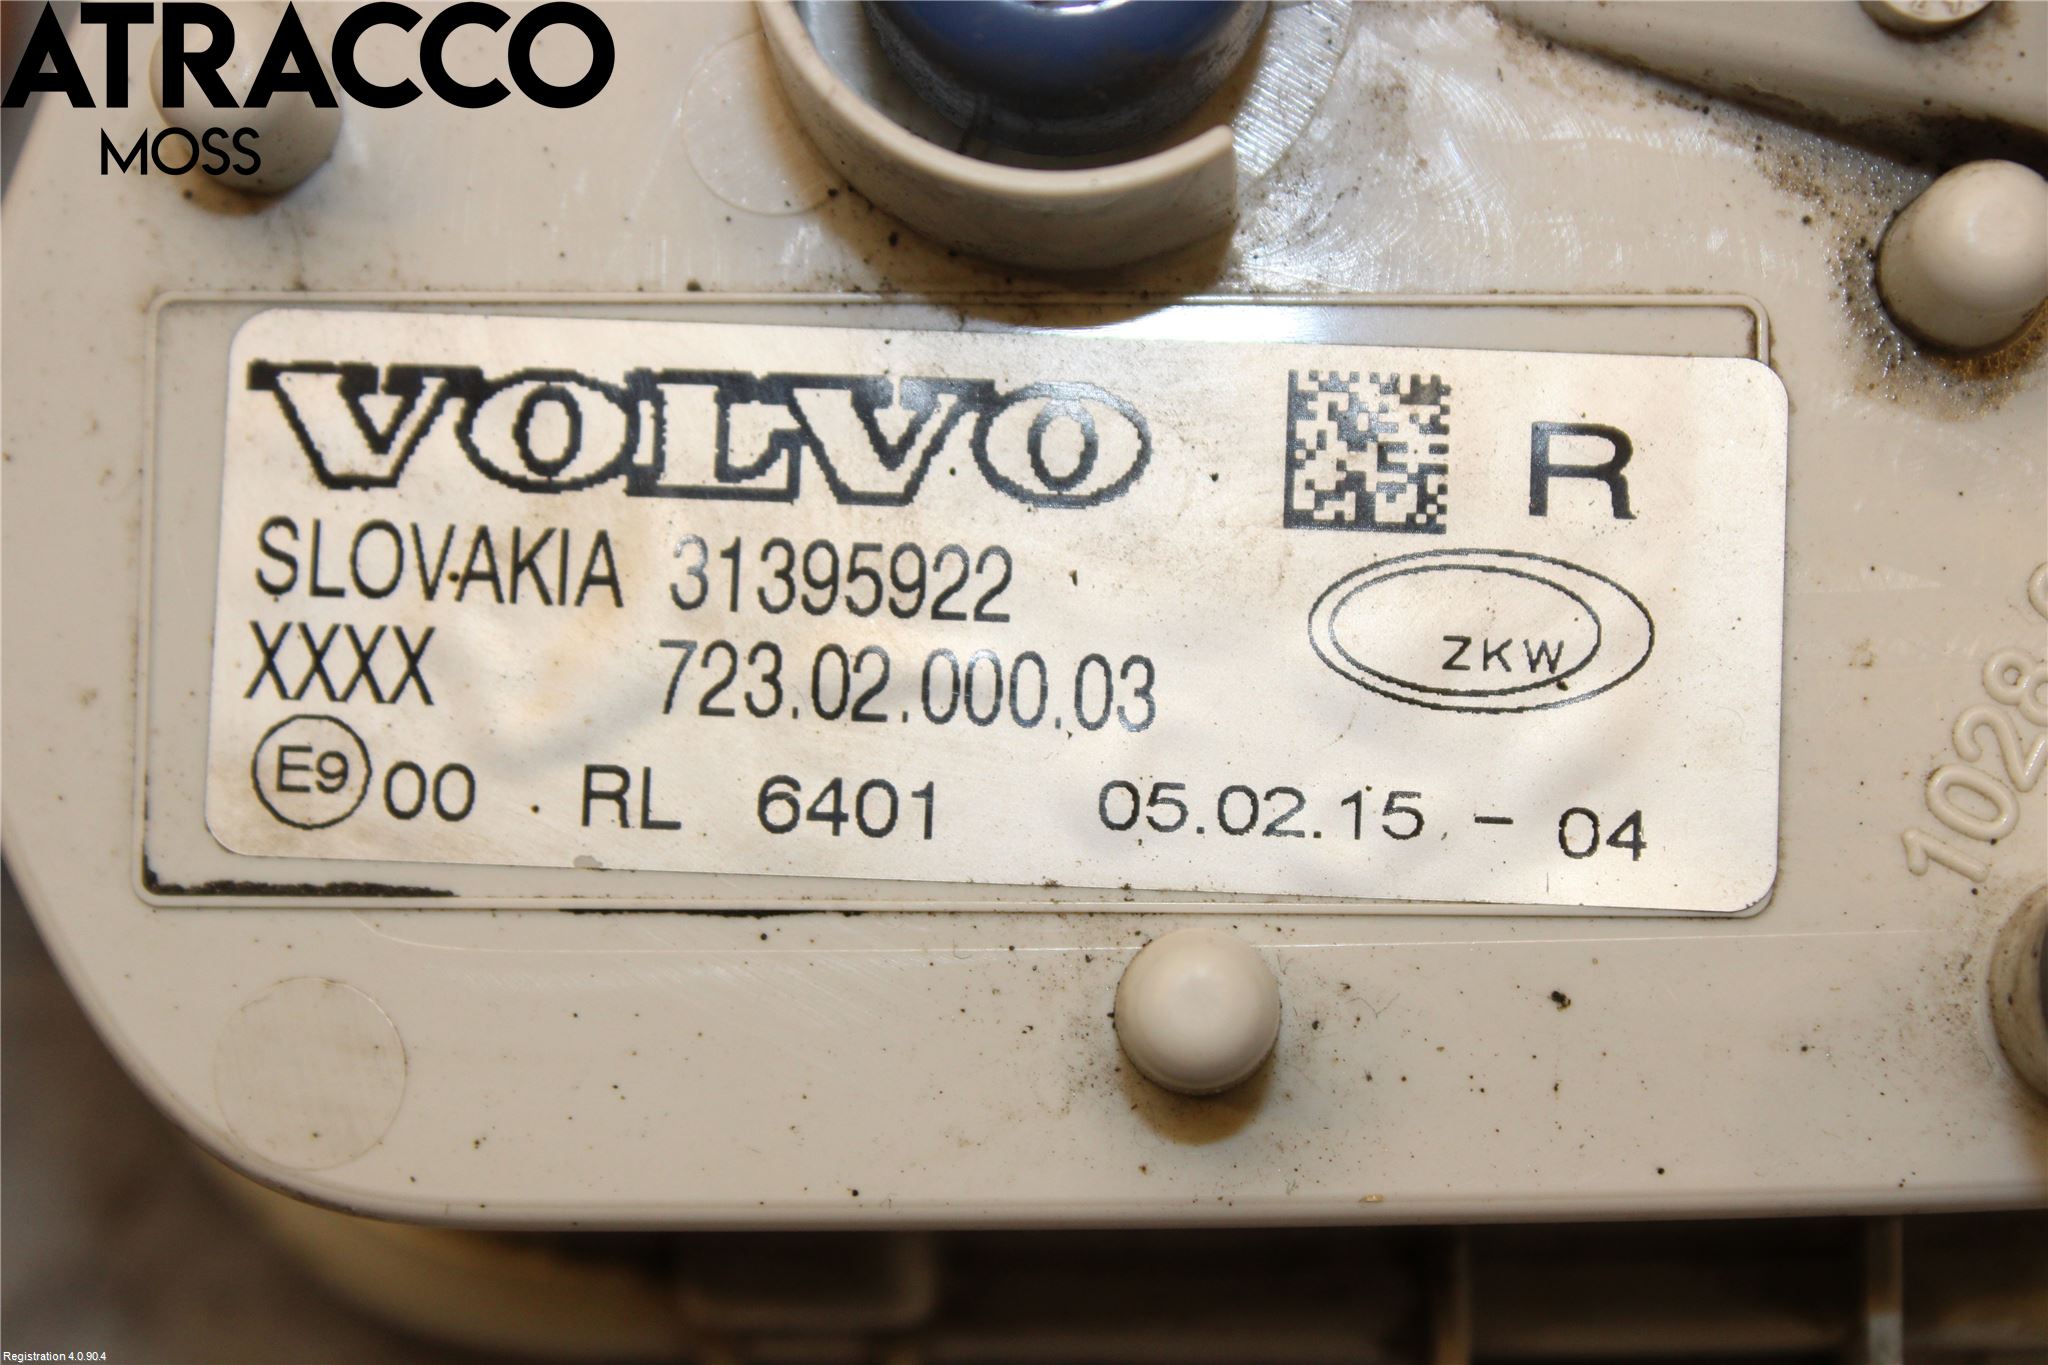 ATRACCO
MOSS
VOLVO
R
SLOVAKIA 31395922
XXXX 723.02.000.03
ZKW
E9 00 RL 6401 05.02.15 - 04
1028
Registration 4.0.90.4